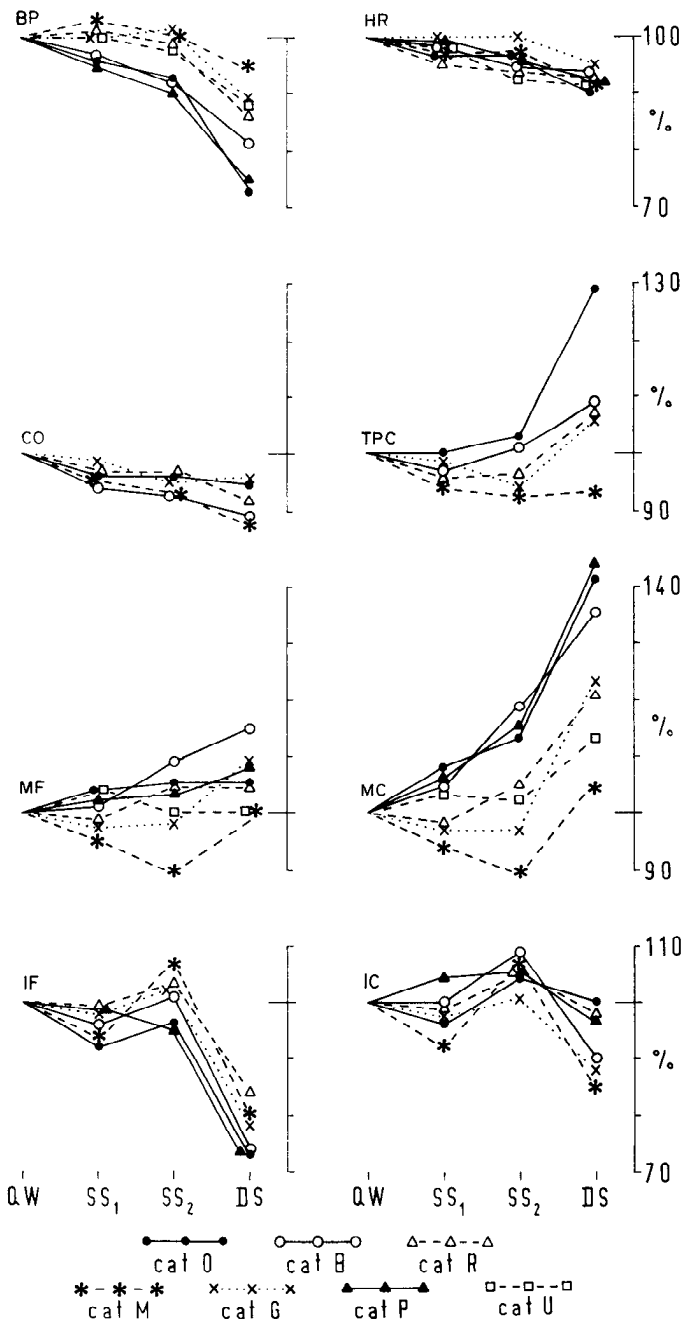 BP HR 100
%
70
130
%
CO TPC
90
140
%
MF MC
90
110
IF IC
%
70
QW SS1 SS2 DS QW SS1 SS2 DS
cat O cat B cat R
cat M cat G cat P cat U